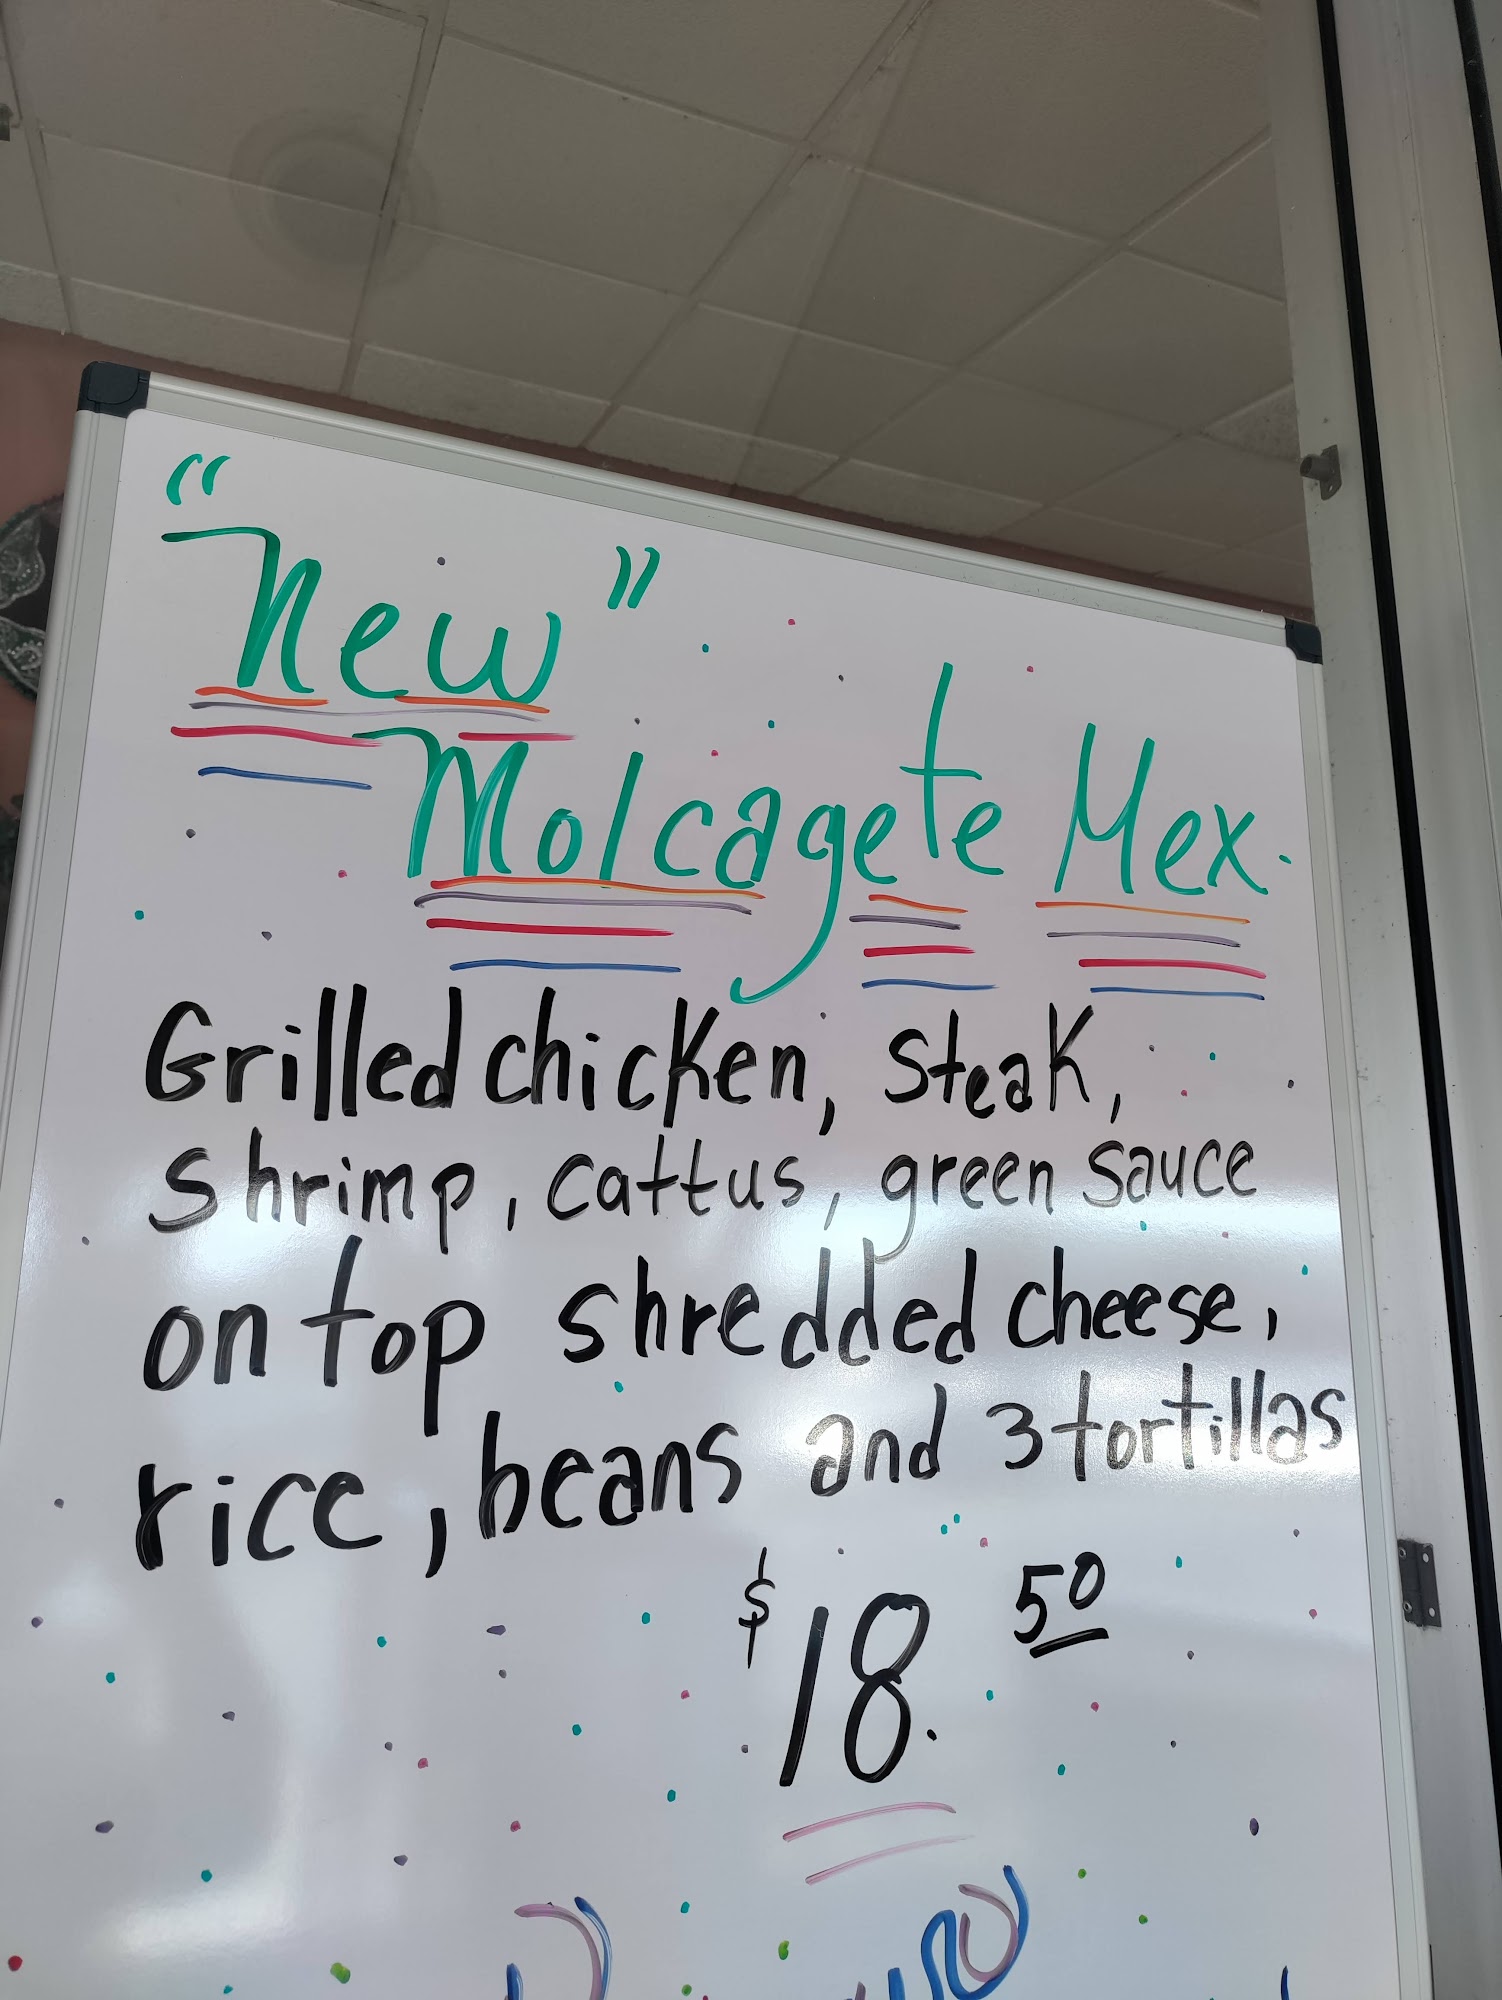 "New"
Molcagete Mex.
Grilled chicken, steak,
shrimp, cattus, green sauce
on top shredded cheese,
rice, beans and 3 tortillas
$18.50